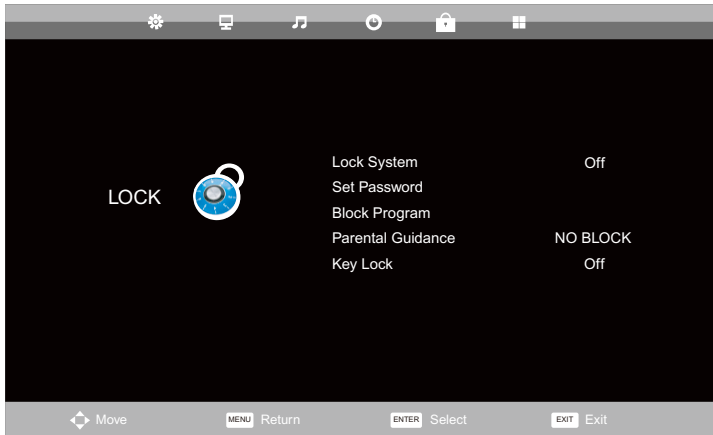 LOCK
Lock System Off
Set Password
Block Program
Parental Guidance NO BLOCK
Key Lock Off
Move MENU Return ENTER Select EXIT Exit